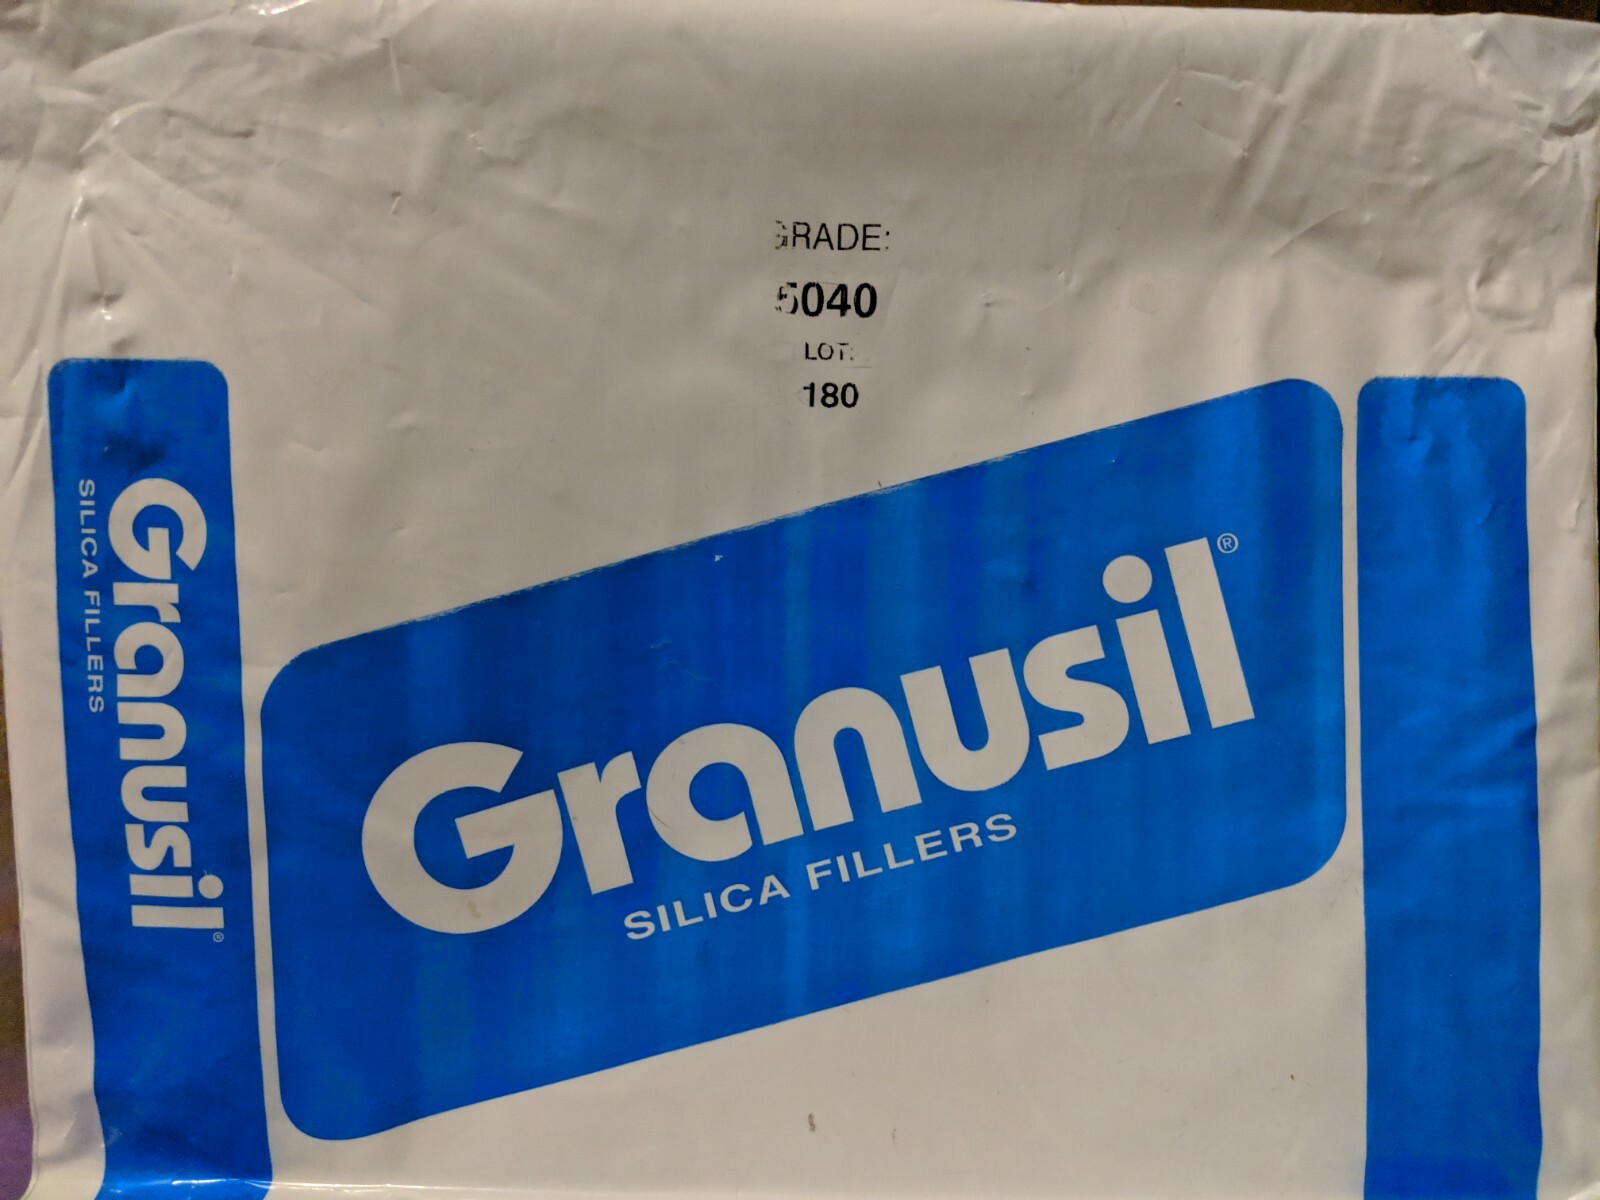 GRADE:
5040
LOT:
180
Granusil®
SILICA FILLERS
Granusil®
SILICA FILLERS